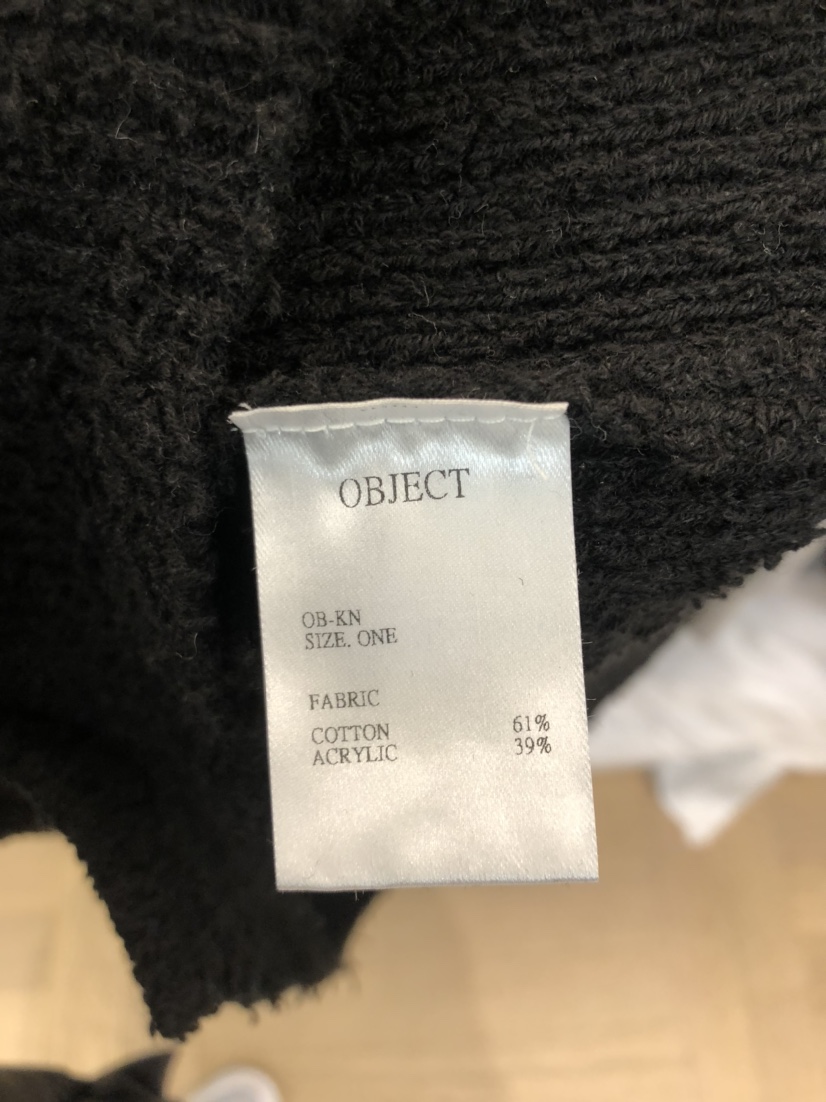 OBJECT
OB-KN
SIZE. ONE
FABRIC
COTTON 61%
ACRYLIC 39%